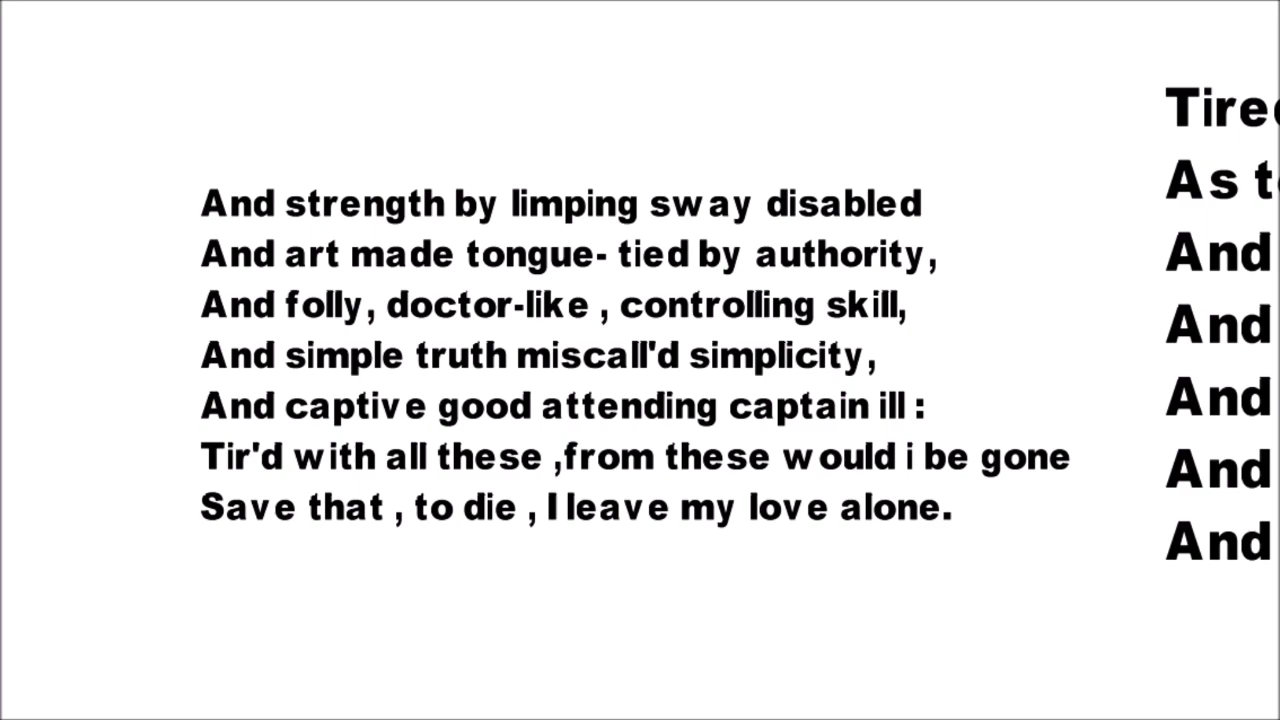 And strength by limping sway disabled
And art made tongue- tied by authority,
And folly, doctor-like , controlling skill,
And simple truth miscall'd simplicity,
And captive good attending captain ill :
Tir'd with all these ,from these would i be gone
Save that , to die , I leave my love alone.
As
And
And
And
And
And